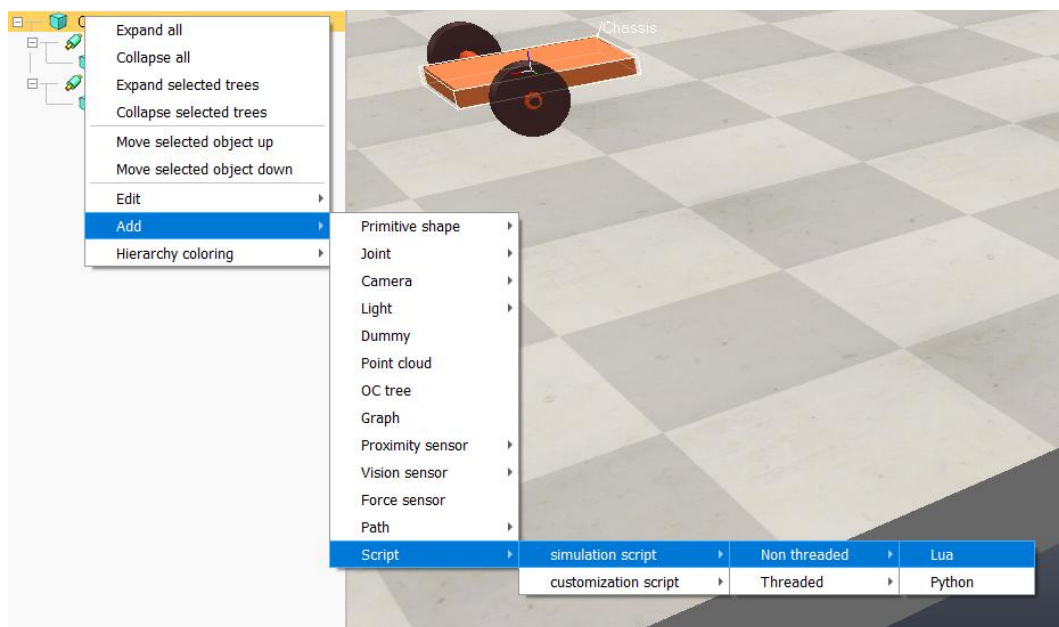 C
Expand all
Collapse all
Expand selected trees
Collapse selected trees
Move selected object up
Move selected object down
Edit
Add
Hierarchy coloring
/Chassis
Primitive shape
Joint
Camera
Light
Dummy
Point cloud
OC tree
Graph
Proximity sensor
Vision sensor
Force sensor
Path
Script
simulation script
customization script
Non threaded
Threaded
Lua
Python